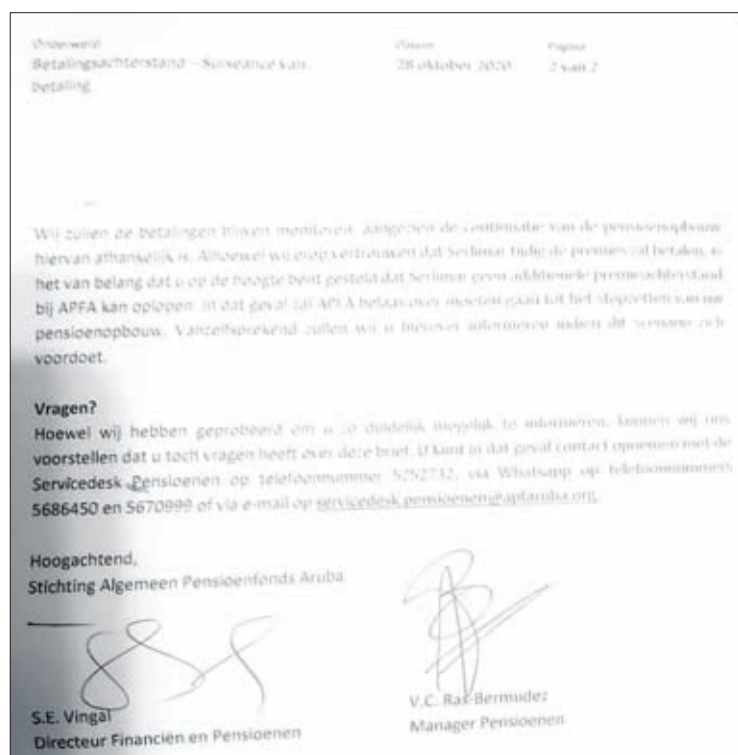 Onderwerp
Betalingsachterstand – Surseance van
betaling
Datum
28 oktober 2020
Pagina
2 van 2
Wij zullen de betalingen blijven monitoren, aangezien de continuatie van de pensioenopbouw
hiervan afhankelijk is. Alhoewel wij erop vertrouwen dat Serlimar tijdig de premies zal betalen, is
het van belang dat u op de hoogte bent gesteld dat Serlimar geen additionele premieachterstand
bij APFA kan oplopen. In dat geval zal APFA helaas over moeten gaan tot het stopzetten van uw
pensioenopbouw. Vanzelfsprekend zullen wij u hierover informeren indien dit scenario zich
voordoet.
Vragen?
Hoewel wij hebben geprobeerd om u zo duidelijk mogelijk te informeren, kunnen wij ons
voorstellen dat u toch vragen heeft over deze brief. U kunt in dat geval contact opnemen met de
Servicedesk Pensioenen op telefoonnummer 5252732, via Whatsapp op telefoonnummers
5686450 en 5670999 of via e-mail op servicedesk.pensioenen@apfaruba.org.
Hoogachtend,
Stichting Algemeen Pensioenfonds Aruba
S.E. Vingal
Directeur Financiën en Pensioenen
V.C. Ras-Bermudez
Manager Pensioenen